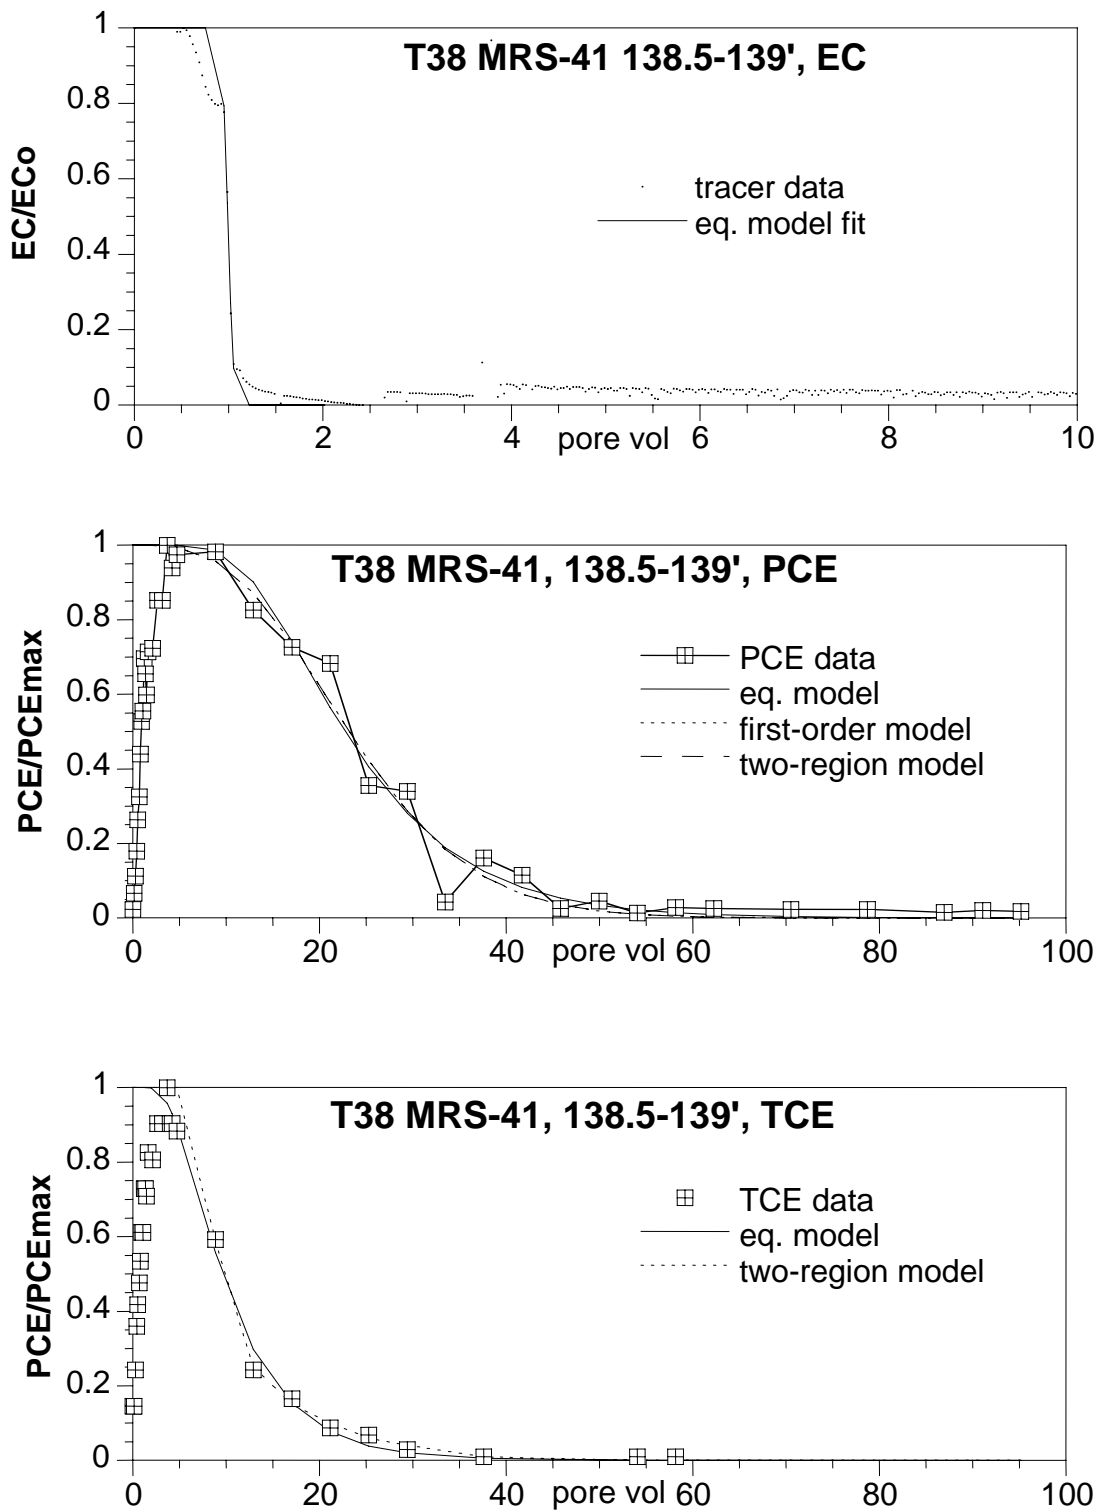 T38 MRS-41 138.5-139', EC
EC/ECo
1
0.8
0.6
0.4
0.2
0
tracer data
eq. model fit
0 2 4 pore vol 6 8 10
T38 MRS-41, 138.5-139', PCE
PCE/PCEmax
1
0.8
0.6
0.4
0.2
0
PCE data
eq. model
first-order model
two-region model
0 20 40 pore vol 60 80 100
T38 MRS-41, 138.5-139', TCE
PCE/PCEmax
1
0.8
0.6
0.4
0.2
0
TCE data
eq. model
two-region model
0 20 40 pore vol 60 80 100